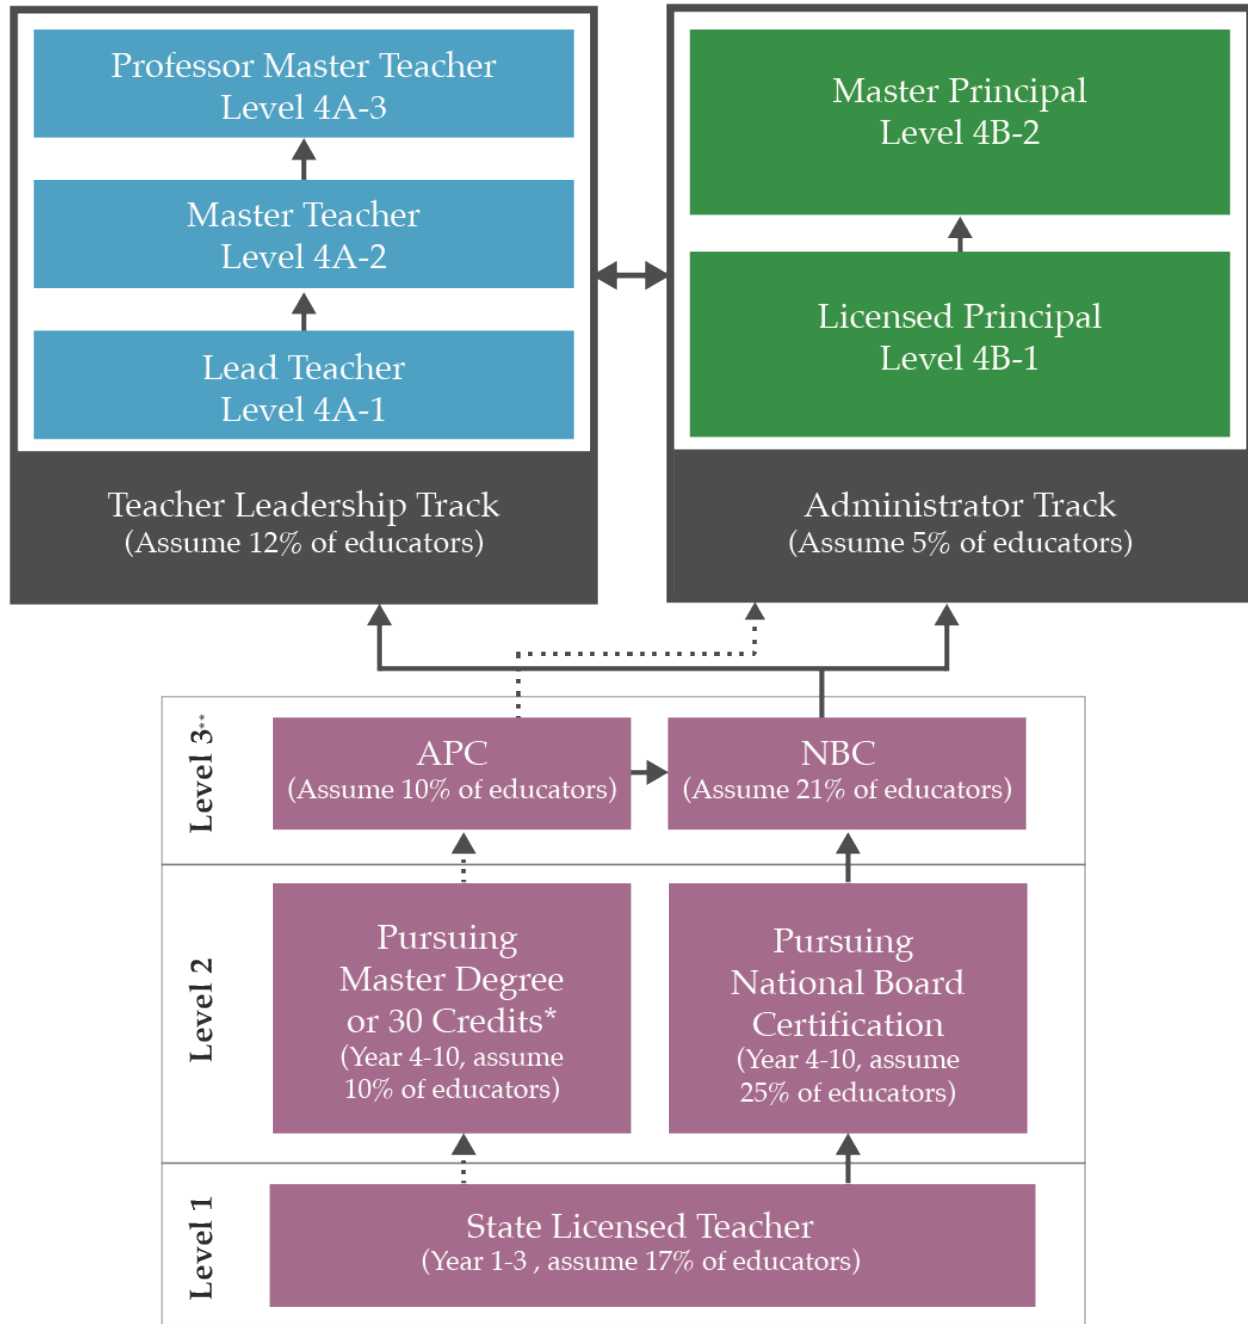 Professor Master Teacher
Level 4A-3
Master Teacher
Level 4A-2
Lead Teacher
Level 4A-1
Teacher Leadership Track
(Assume 12% of educators)
Master Principal
Level 4B-2
Licensed Principal
Level 4B-1
Administrator Track
(Assume 5% of educators)
Level 3**
APC
(Assume 10% of educators)
NBC
(Assume 21% of educators)
Level 2
Pursuing
Master Degree
or 30 Credits*
(Year 4-10, assume
10% of educators)
Pursuing
National Board
Certification
(Year 4-10, assume
25% of educators)
Level 1
State Licensed Teacher
(Year 1-3 , assume 17% of educators)